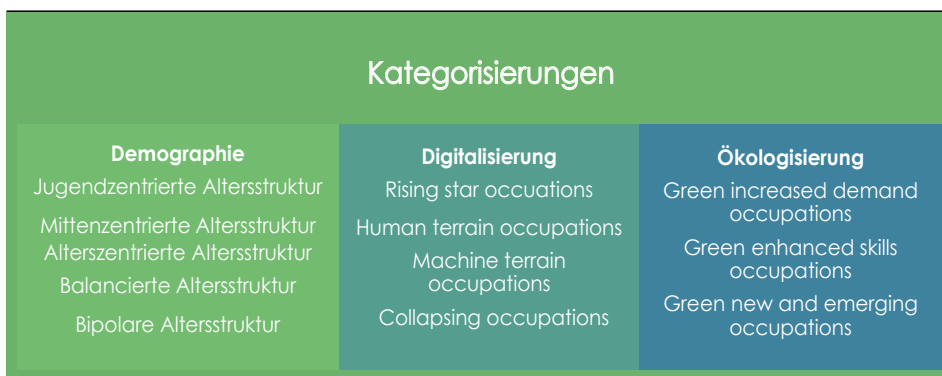 Kategorisierungen
Demographie
Jugendzentrierte Altersstruktur
Mittenzentrierte Altersstruktur
Alterszentrierte Altersstruktur
Balancierte Altersstruktur
Bipolare Altersstruktur
Digitalisierung
Rising star occuations
Human terrain occupations
Machine terrain
occupations
Collapsing occupations
Ökologisierung
Green increased demand
occupations
Green enhanced skills
occupations
Green new and emerging
occupations